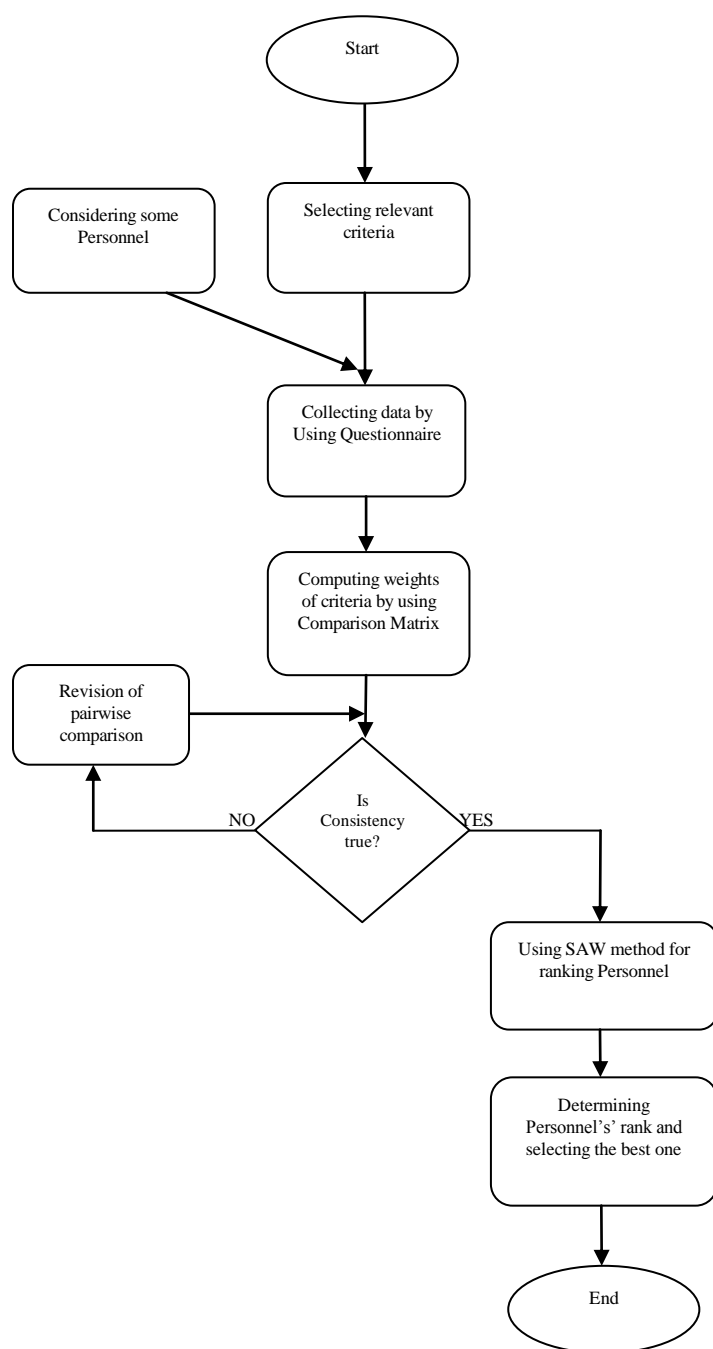 Start
Considering some
Personnel
Selecting relevant
criteria
Collecting data by
Using Questionnaire
Computing weights
of criteria by using
Comparison Matrix
Revision of
pairwise
comparison
NO
Is
Consistency
true?
YES
Using SAW method for
ranking Personnel
Determining
Personnel’s’ rank and
selecting the best one
End